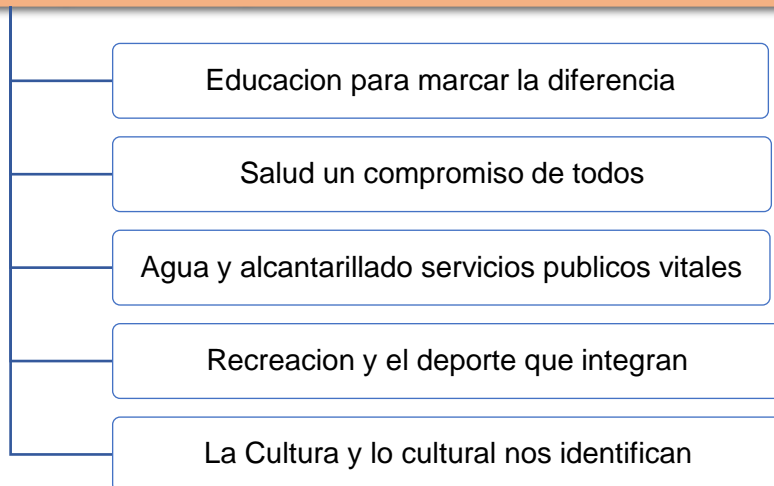 Educacion para marcar la diferencia
Salud un compromiso de todos
Agua y alcantarillado servicios publicos vitales
Recreacion y el deporte que integran
La Cultura y lo cultural nos identifican